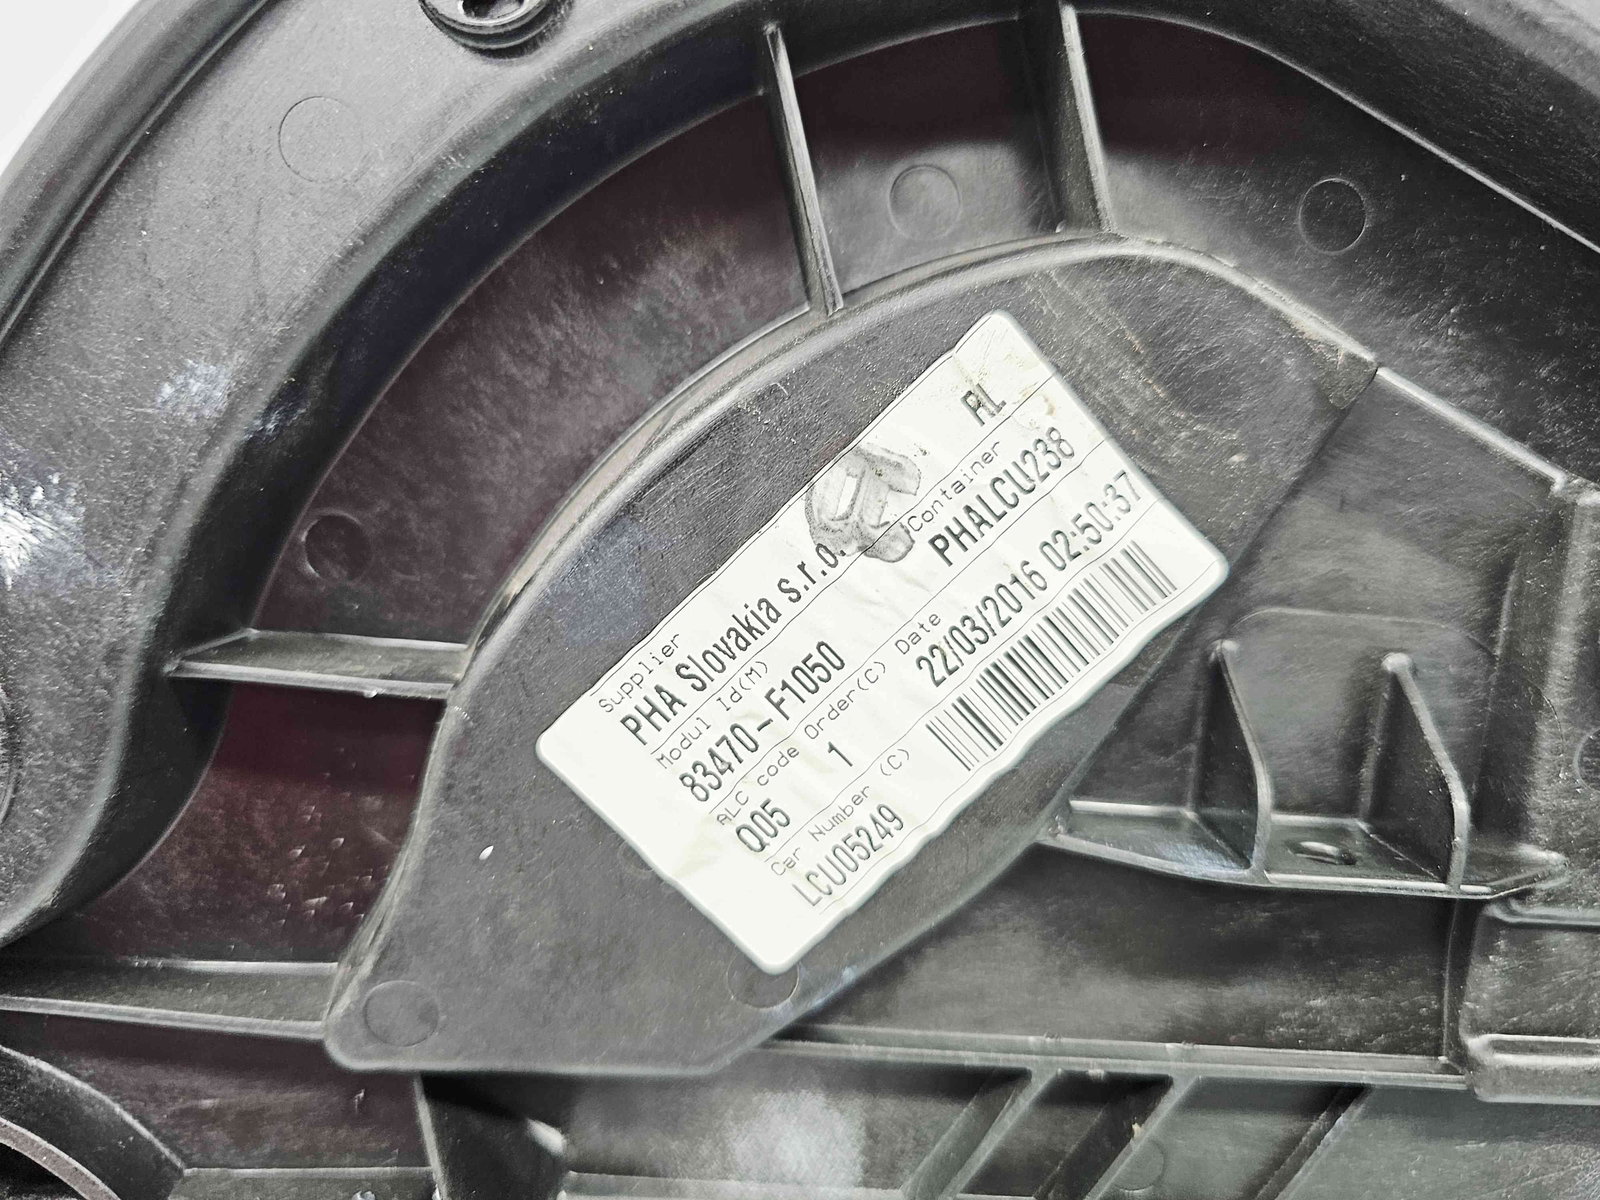 RL
Supplier Container
PHA Slovakia s.r.o. PHALCU238
Modul Id(M)
83470-F1050
ALC code Order(C) Date
Q05 1 22/03/2016 02:50:37
Car Number (C)
LCU05249